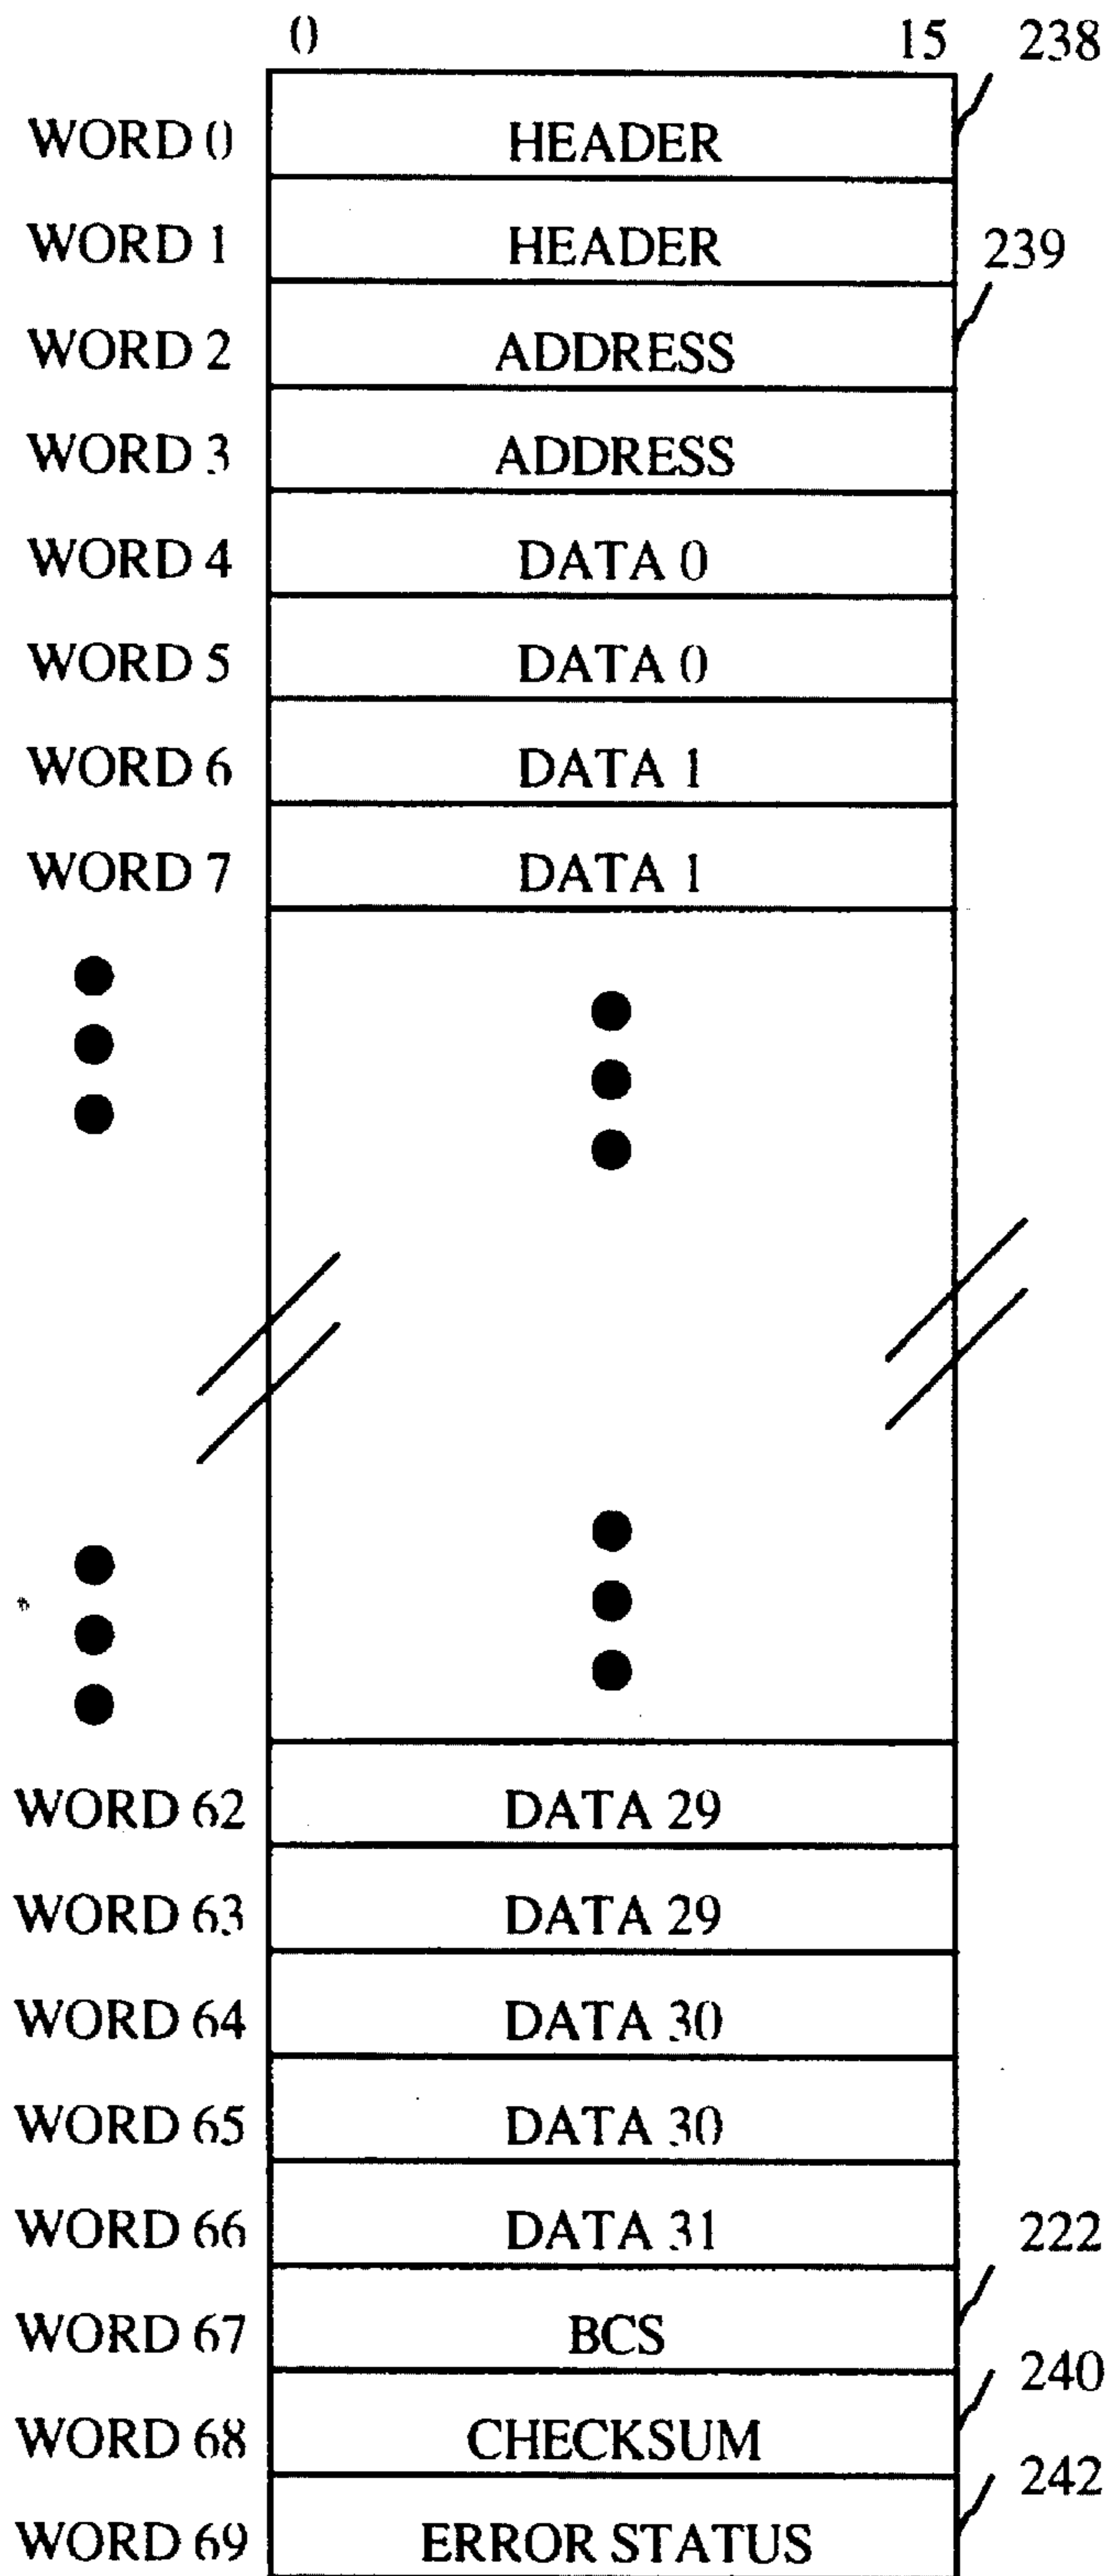 0 15 238
WORD 0 HEADER
WORD 1 HEADER 239
WORD 2 ADDRESS
WORD 3 ADDRESS
WORD 4 DATA 0
WORD 5 DATA 0
WORD 6 DATA 1
WORD 7 DATA 1
WORD 62 DATA 29
WORD 63 DATA 29
WORD 64 DATA 30
WORD 65 DATA 30
WORD 66 DATA 31 222
WORD 67 BCS
240
WORD 68 CHECKSUM
242
WORD 69 ERROR STATUS